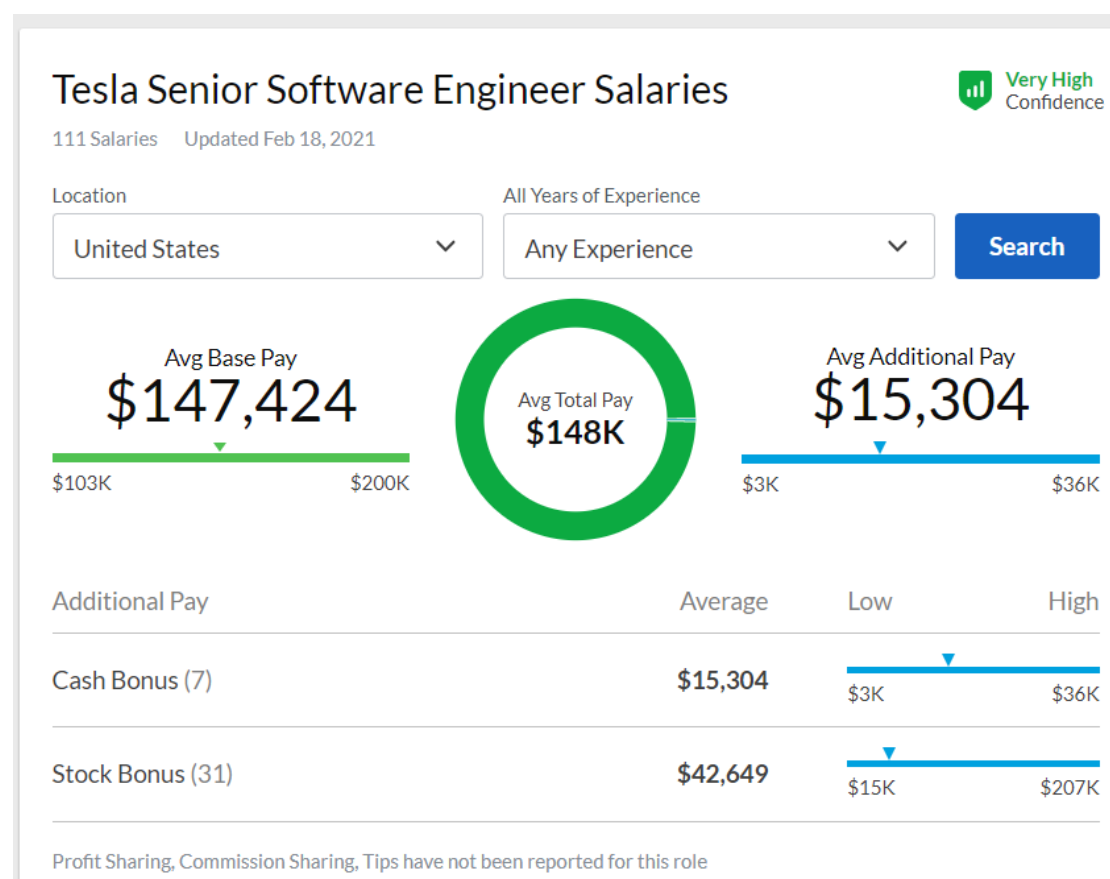 Tesla Senior Software Engineer Salaries
Very High
Confidence
111 Salaries Updated Feb 18, 2021
Location
All Years of Experience
United States
Any Experience
Search
Avg Base Pay
$147,424
$103K $200K
Avg Total Pay
$148K
Avg Additional Pay
$15,304
$3K $36K
Additional Pay Average Low High
Cash Bonus (7) $15,304
$3K $36K
Stock Bonus (31) $42,649
$15K $207K
Profit Sharing, Commission Sharing, Tips have not been reported for this role